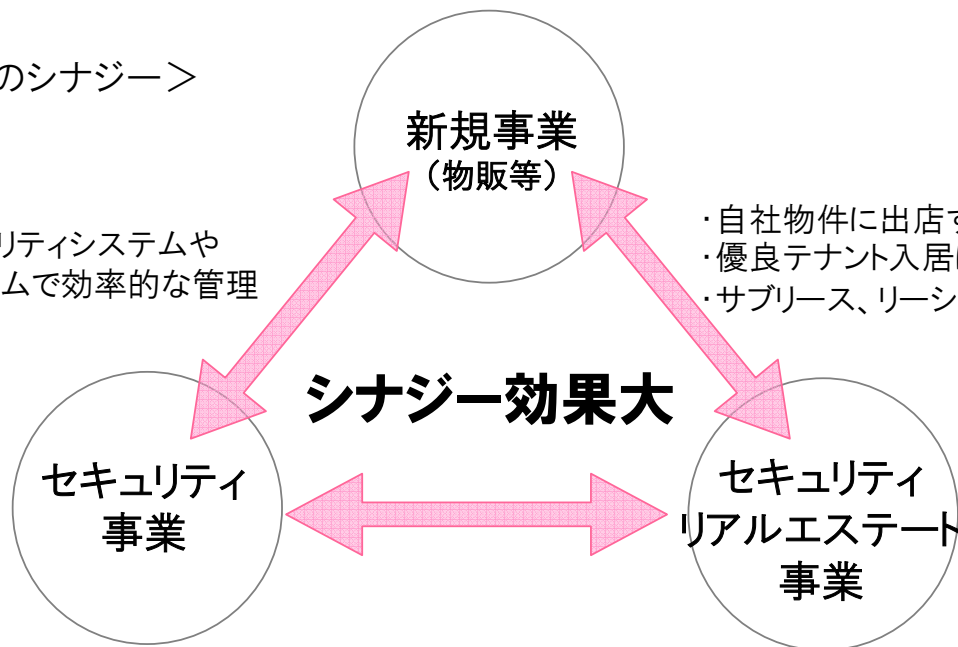 のシナジー＞
新規事業
（物販等）
リティシステムや
ムで効率的な管理
・自社物件に出店す
・優良テナント入居
・サブリース、リーシ
シナジー効果大
セキュリティ
事業
セキュリティ
リアルエステート
事業